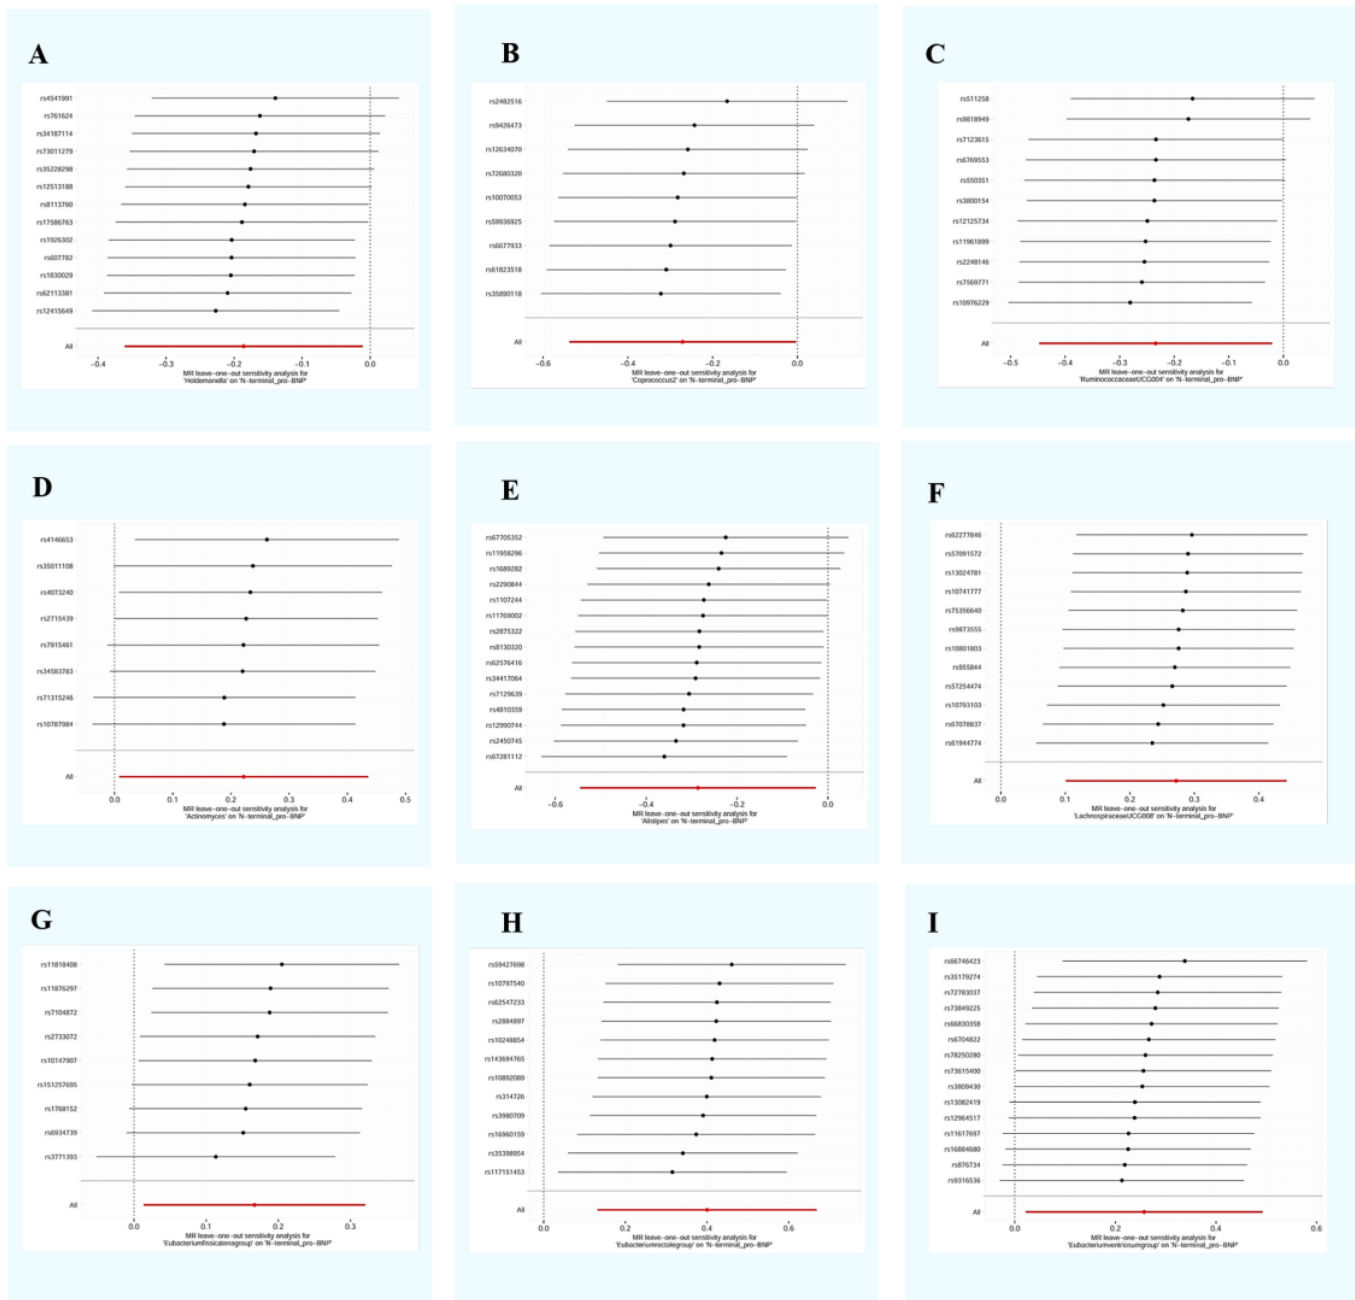 A
rs4541991
rs761624
rs34187114
rs73011279
rs35228298
rs12513188
rs8113760
rs17586763
rs1926302
rs607782
rs1830029
rs62113381
rs12415649
All
−0.4 −0.3 −0.2 −0.1 0.0
MR leave−one−out sensitivity analysis for
'Holdemanella' on 'N−terminal_pro−BNP'
B
rs2482516
rs9426473
rs12634070
rs72680320
rs10070053
rs59936925
rs6677933
rs61823518
rs35890118
All
−0.6 −0.4 −0.2 0.0
MR leave−one−out sensitivity analysis for
'Coprococcus2' on 'N−terminal_pro−BNP'
C
rs511258
rs9818949
rs7123615
rs6769553
rs550351
rs3800154
rs12125734
rs11961899
rs2248146
rs7569771
rs10976229
All
−0.5 −0.4 −0.3 −0.2 −0.1 0.0
MR leave−one−out sensitivity analysis for
'RuminococcaceaeUCG004' on 'N−terminal_pro−BNP'
D
rs4146653
rs35011108
rs4073240
rs2715439
rs7915461
rs34583783
rs71315246
rs10787984
All
0.0 0.1 0.2 0.3 0.4 0.5
MR leave−one−out sensitivity analysis for
'Actinomyces' on 'N−terminal_pro−BNP'
E
rs67705352
rs11958296
rs1689282
rs2290844
rs1107244
rs11769002
rs2875322
rs8130320
rs62576416
rs34417064
rs7129639
rs4810359
rs12990744
rs2450745
rs67281112
All
−0.6 −0.4 −0.2 0.0
MR leave−one−out sensitivity analysis for
'Alistipes' on 'N−terminal_pro−BNP'
F
rs62277846
rs57091572
rs13024781
rs10741777
rs75356640
rs9873555
rs10801803
rs955844
rs57254474
rs10793103
rs67078837
rs61944774
All
0.0 0.1 0.2 0.3 0.4
MR leave−one−out sensitivity analysis for
'LachnospiraceaeUCG008' on 'N−terminal_pro−BNP'
G
rs11818408
rs11876297
rs7104872
rs2733072
rs10147907
rs151257695
rs1768152
rs6934739
rs3771393
All
0.0 0.1 0.2 0.3
MR leave−one−out sensitivity analysis for
'Eubacteriumfissicatenagroup' on 'N−terminal_pro−BNP'
H
rs59427698
rs10797540
rs62547233
rs2884897
rs10248854
rs143694765
rs10892089
rs314726
rs3980709
rs16960159
rs35398954
rs117151453
All
0.0 0.2 0.4 0.6
MR leave−one−out sensitivity analysis for
'Eubacteriumrectalegroup' on 'N−terminal_pro−BNP'
I
rs66746423
rs35179274
rs72783037
rs73849225
rs66830358
rs6704822
rs78250280
rs73615400
rs3809430
rs13082419
rs12964517
rs11617697
rs16884680
rs876734
rs9316536
All
0.0 0.2 0.4 0.6
MR leave−one−out sensitivity analysis for
'Eubacteriumventriosumgroup' on 'N−terminal_pro−BNP'